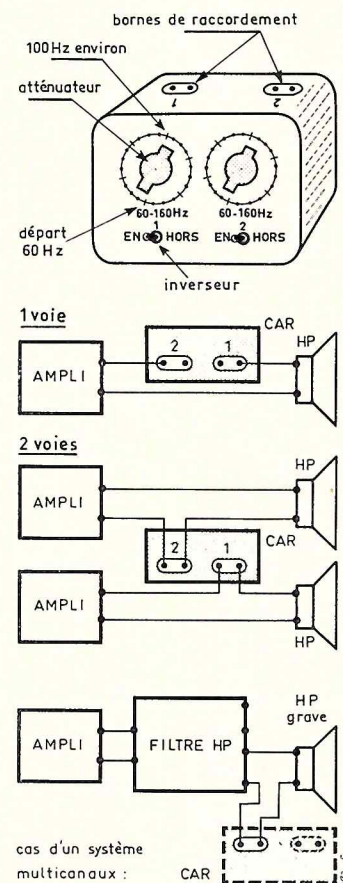 bornes de raccordement
100Hz environ
atténuateur
1
2
60-160Hz
60-160Hz
départ
60 Hz
1
EN HORS
2
EN HORS
inverseur
1 voie
CAR
HP
AMPLI
2
1
2 voies
HP
AMPLI
CAR
2
1
AMPLI
HP
HP
grave
AMPLI
FILTRE HP
cas d'un système
multicanaux :
CAR